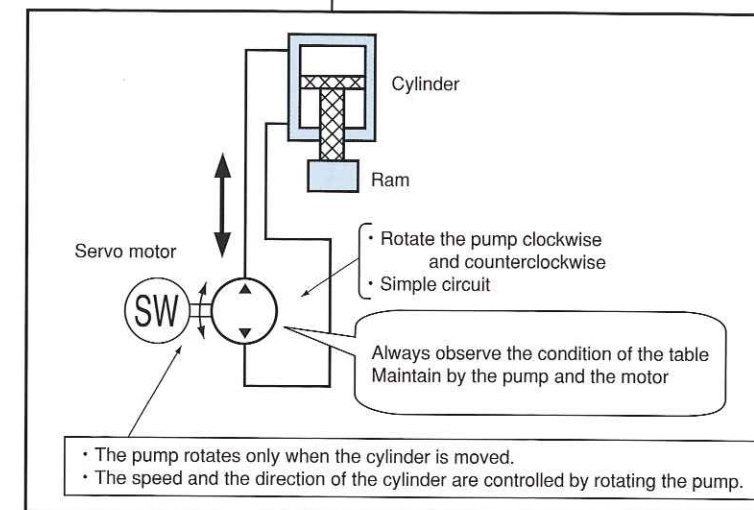 Cylinder
Ram
Servo motor
SW
・Rotate the pump clockwise
and counterclockwise
・Simple circuit
Always observe the condition of the table
Maintain by the pump and the motor
・The pump rotates only when the cylinder is moved.
・The speed and the direction of the cylinder are controlled by rotating the pump.